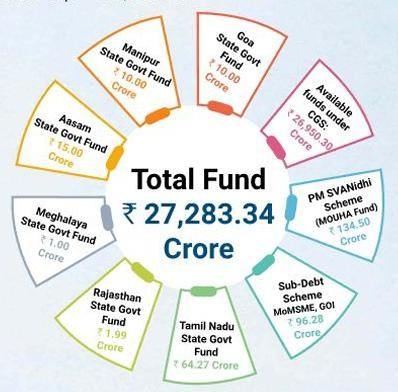 Total Fund
₹ 27,283.34
Crore
Goa
State Govt
Fund
₹ 10.00
Crore
Available
funds under
CGS:
₹ 26,950.30
Crore
PM SVANidhi
Scheme
(MOUHA Fund)
₹ 134.50
Crore
Sub-Debt
Scheme
MoMSME, GOI
₹ 96.28
Crore
Tamil Nadu
State Govt
Fund
₹ 64.27 Crore
Rajasthan
State Govt
Fund
₹ 1.99
Crore
Meghalaya
State Govt Fund
₹ 1.00
Crore
Aasam
State Govt Fund
₹ 15.00
Crore
Manipur
State Govt Fund
₹ 10.00
Crore